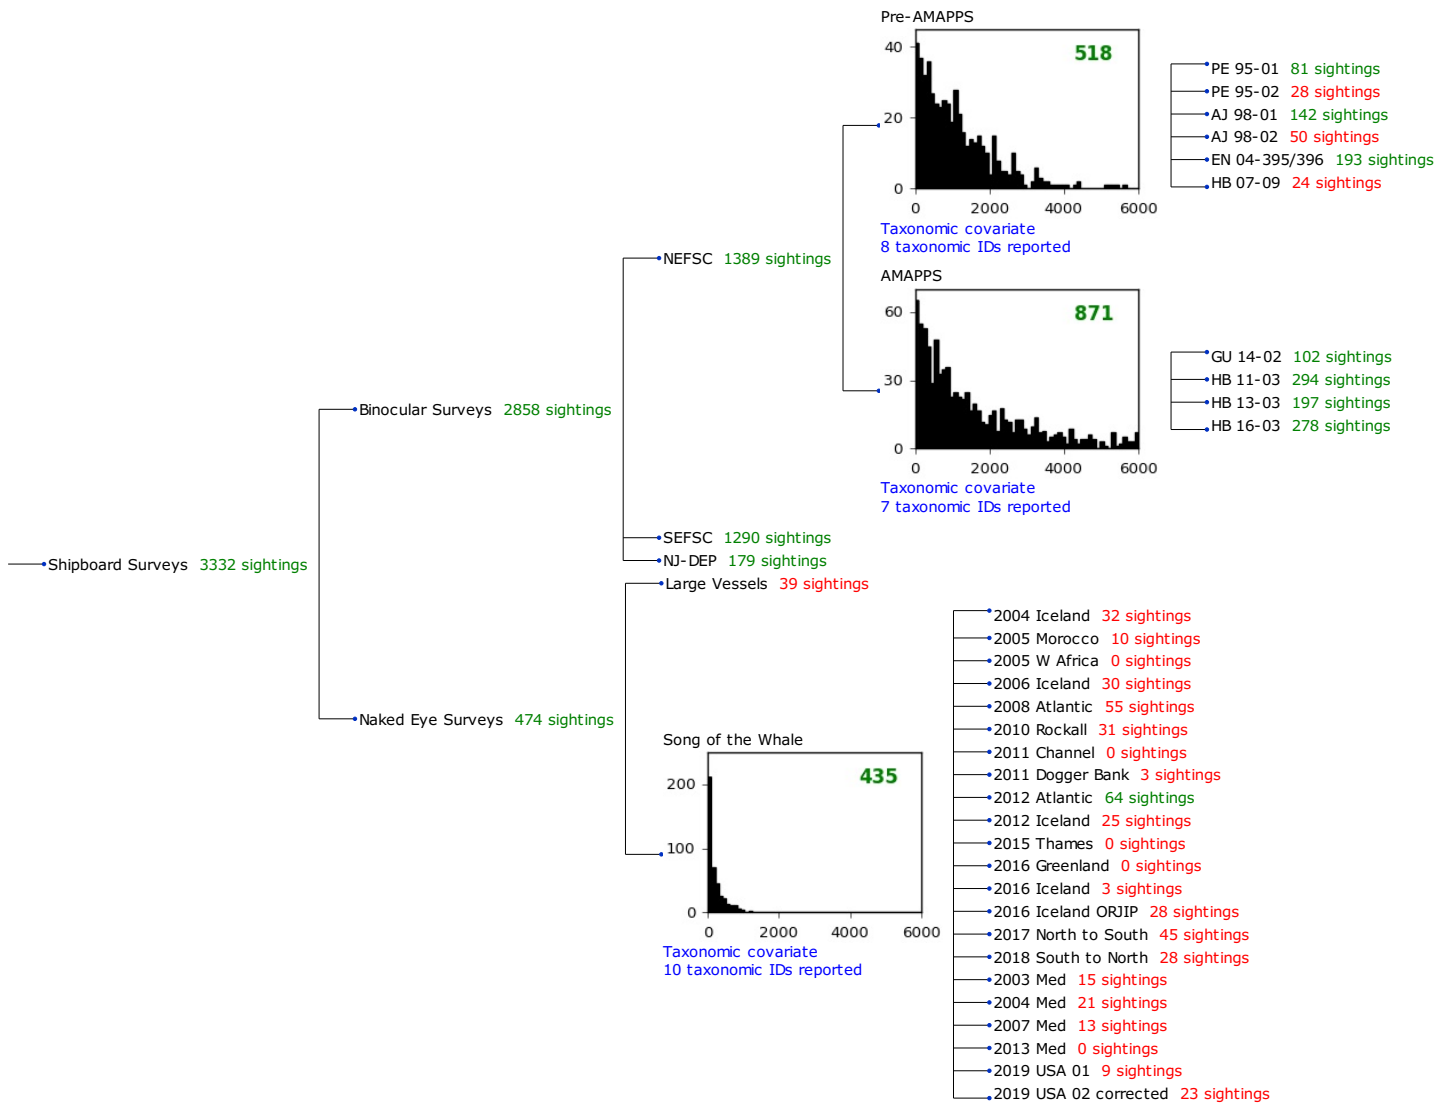 Pre-AMAPPS
518
40
20
0
0 2000 4000 6000
Taxonomic covariate
8 taxonomic IDs reported
PE 95-01 81 sightings
PE 95-02 28 sightings
AJ 98-01 142 sightings
AJ 98-02 50 sightings
EN 04-395/396 193 sightings
HB 07-09 24 sightings
NEFSC 1389 sightings
AMAPPS
871
60
30
0
0 2000 4000 6000
Taxonomic covariate
7 taxonomic IDs reported
GU 14-02 102 sightings
HB 11-03 294 sightings
HB 13-03 197 sightings
HB 16-03 278 sightings
Binocular Surveys 2858 sightings
SEFSC 1290 sightings
NJ-DEP 179 sightings
Shipboard Surveys 3332 sightings
Large Vessels 39 sightings
Naked Eye Surveys 474 sightings
Song of the Whale
435
200
100
0
0 2000 4000 6000
Taxonomic covariate
10 taxonomic IDs reported
2004 Iceland 32 sightings
2005 Morocco 10 sightings
2005 W Africa 0 sightings
2006 Iceland 30 sightings
2008 Atlantic 55 sightings
2010 Rockall 31 sightings
2011 Channel 0 sightings
2011 Dogger Bank 3 sightings
2012 Atlantic 64 sightings
2012 Iceland 25 sightings
2015 Thames 0 sightings
2016 Greenland 0 sightings
2016 Iceland 3 sightings
2016 Iceland ORJIP 28 sightings
2017 North to South 45 sightings
2018 South to North 28 sightings
2003 Med 15 sightings
2004 Med 21 sightings
2007 Med 13 sightings
2013 Med 0 sightings
2019 USA 01 9 sightings
2019 USA 02 corrected 23 sightings